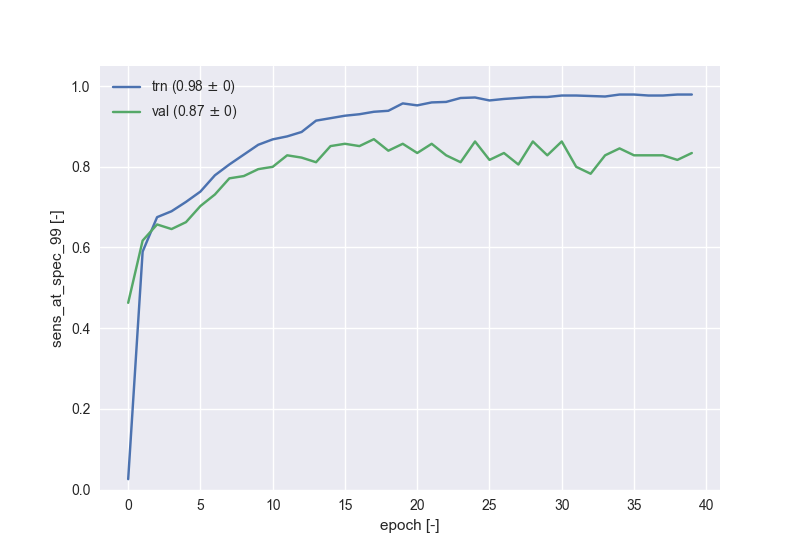 trn (0.98 ± 0)
val (0.87 ± 0)
1.0
0.8
0.6
0.4
0.2
0.0
sens_at_spec_99 [-]
0 5 10 15 20 25 30 35 40
epoch [-]